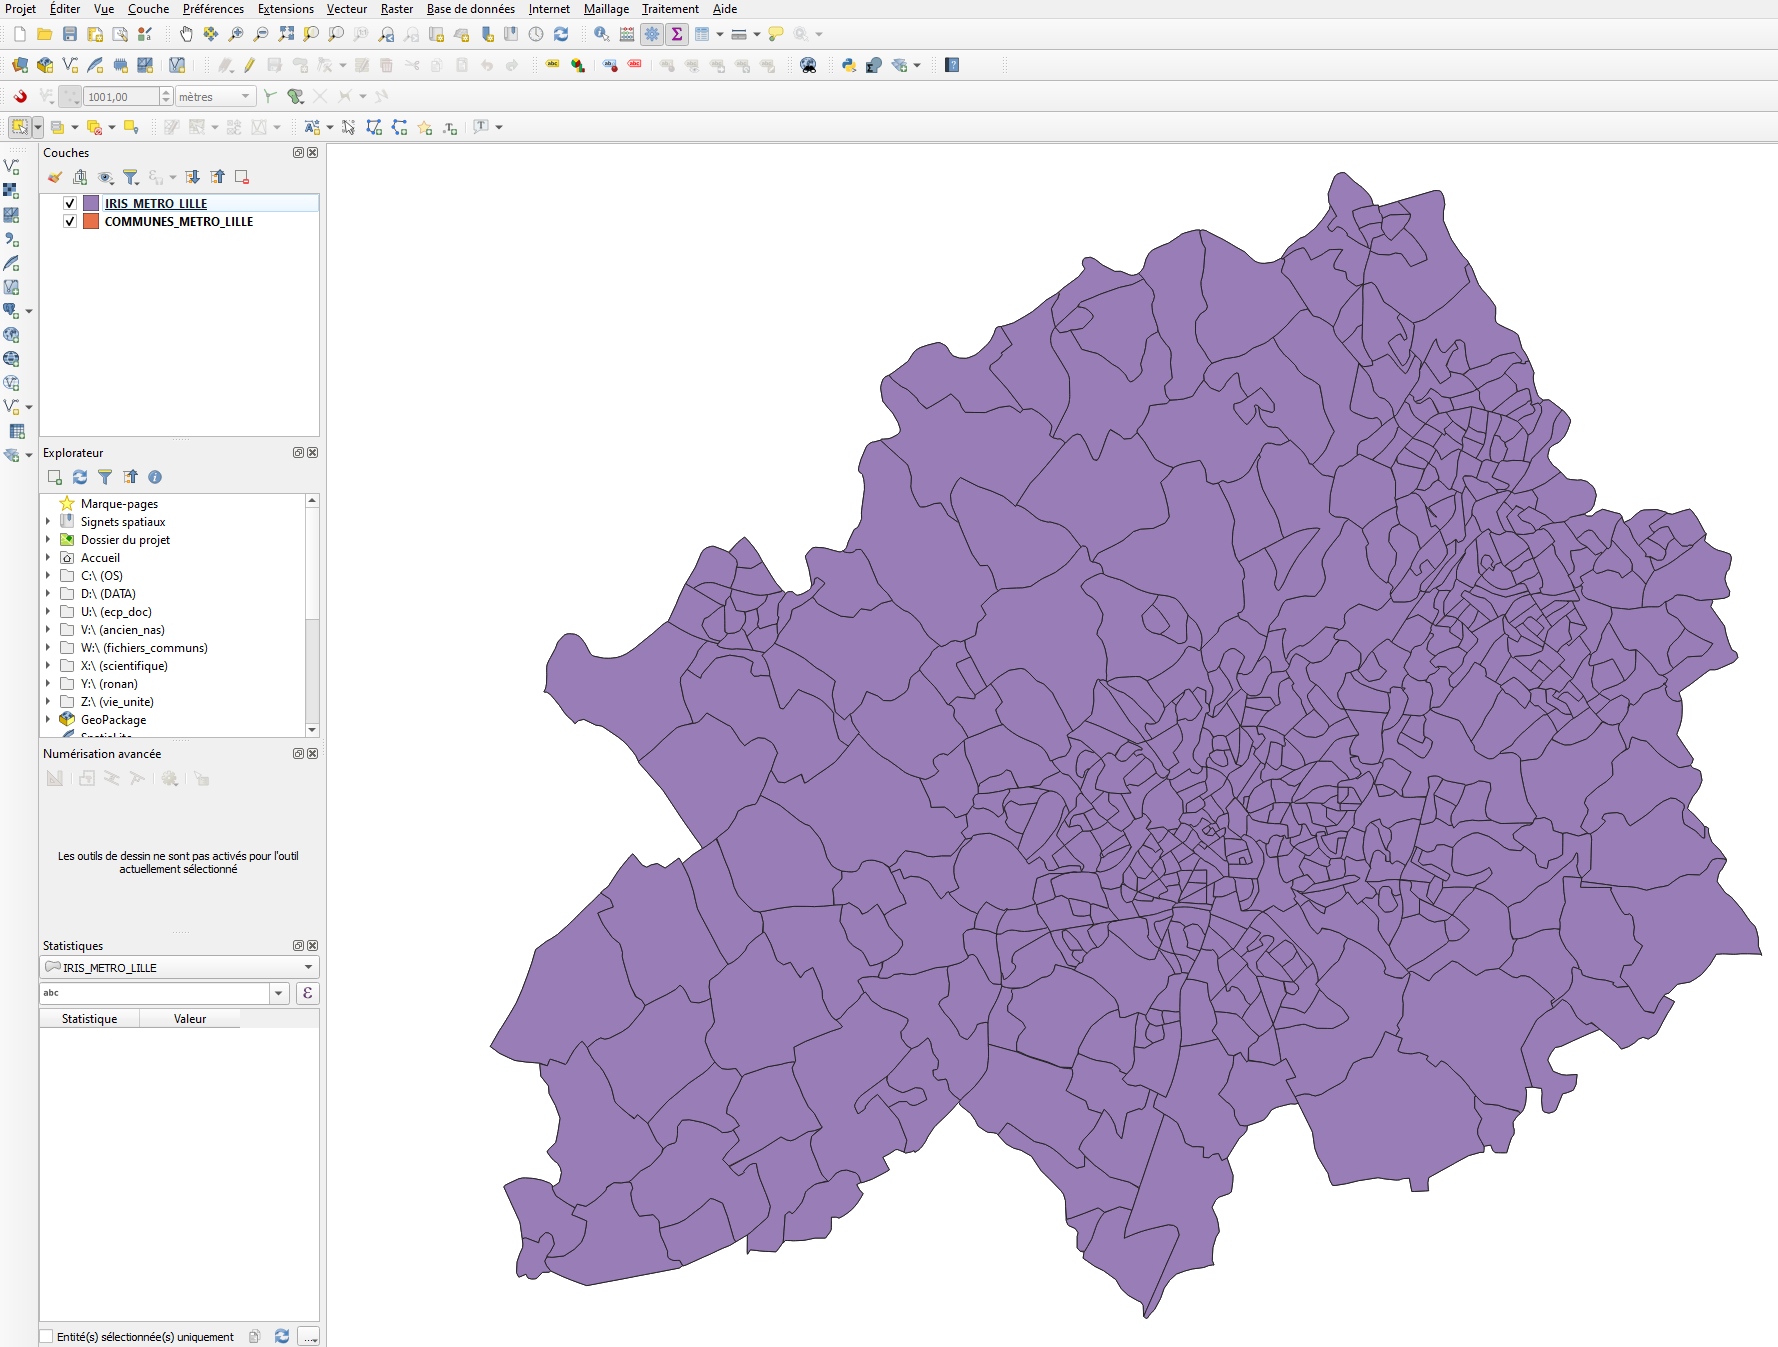 Projet Éditer Vue Couche Préférences Extensions Vecteur Raster Base de données Internet Maillage Traitement Aide
1001,00 mètres
Couches
IRIS_METRO_LILLE
COMMUNES_METRO_LILLE
Explorateur
Marque-pages
Signets spatiaux
Dossier du projet
Accueil
C:\ (OS)
D:\ (DATA)
U:\ (ecp_doc)
V:\ (ancien_nas)
W:\ (fichiers_communs)
X:\ (scientifique)
Y:\ (ronan)
Z:\ (vie_unite)
GeoPackage
Numérisation avancée
Les outils de dessin ne sont pas activés pour l'outil
actuellement sélectionné
Statistiques
IRIS_METRO_LILLE
abc ε
Statistique Valeur
Entité(s) sélectionnée(s) uniquement ...